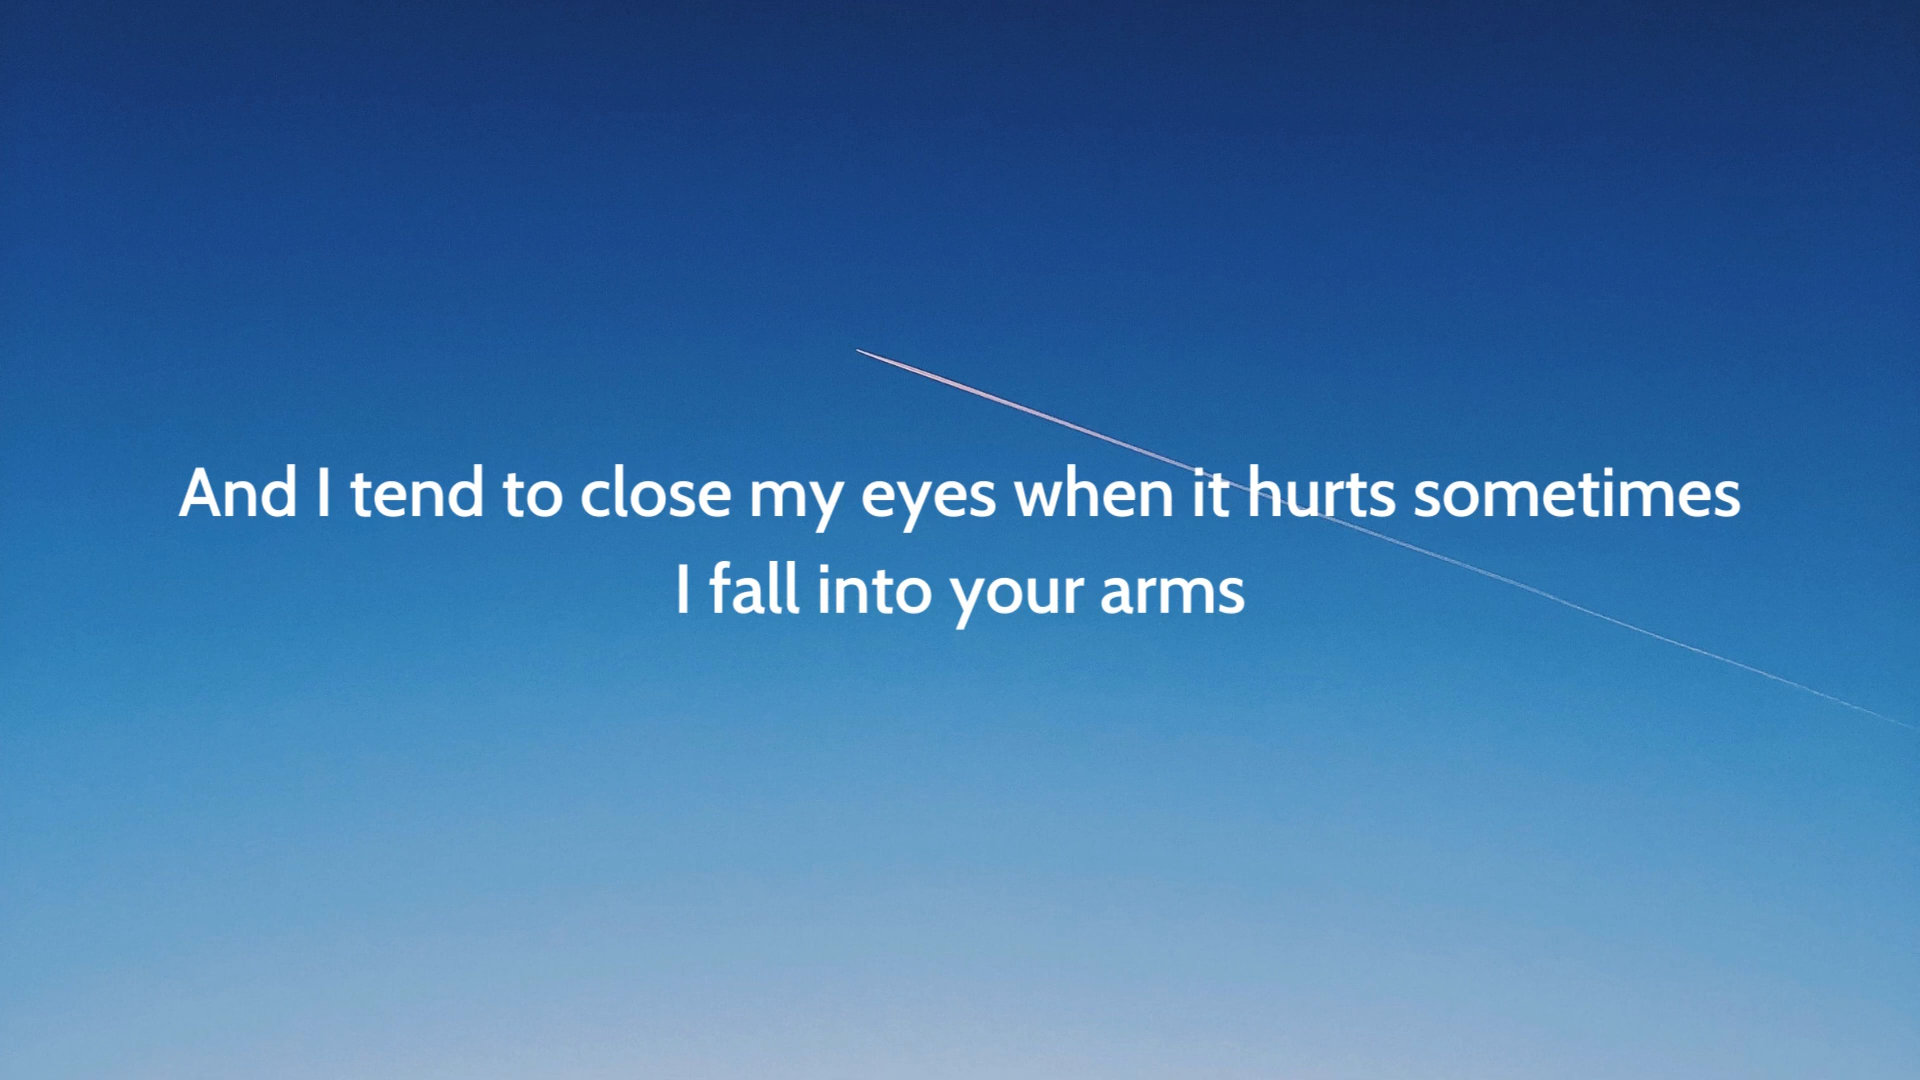 And I tend to close my eyes when it hurts sometimes
I fall into your arms